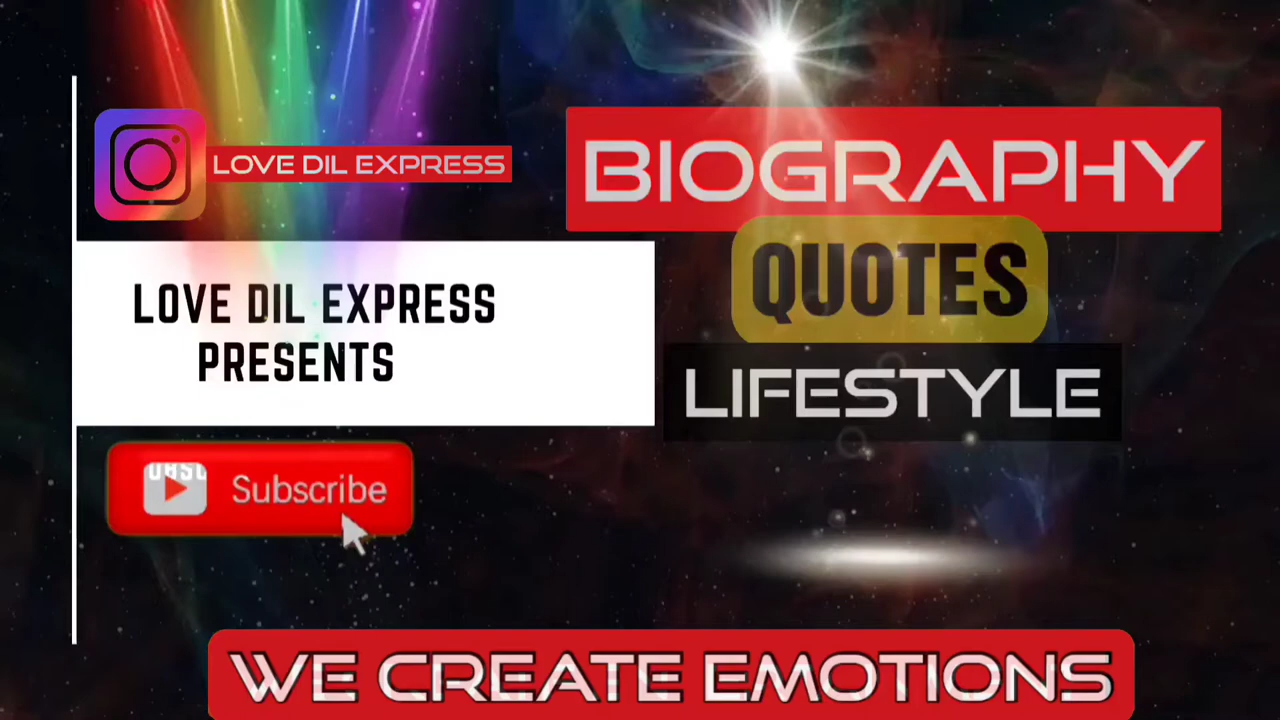 LOVE DIL EXPRESS
LOVE DIL EXPRESS
PRESENTS
Subscribe
BIOGRAPHY
QUOTES
LIFESTYLE
WE CREATE EMOTIONS